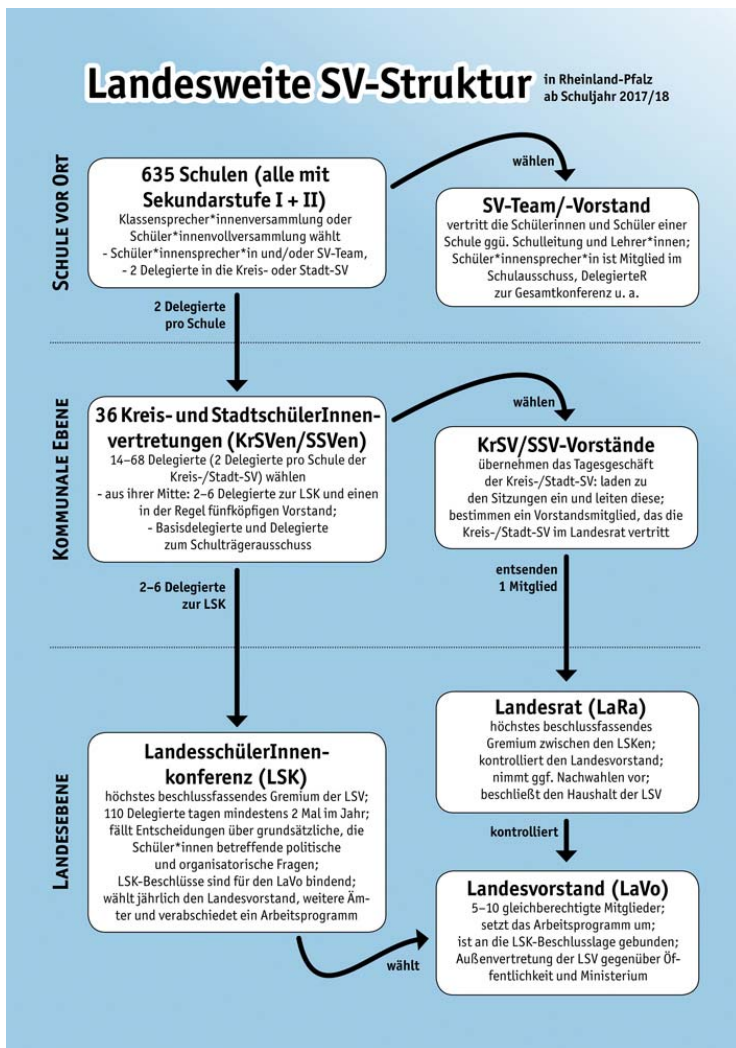 Landesweite SV-Struktur
in Rheinland-Pfalz
ab Schuljahr 2017/18
SCHULE VOR ORT
635 Schulen (alle mit
Sekundarstufe I + II)
Klassensprecher*innenversammlung oder
Schüler*innenvollversammlung wählt
- Schüler*innensprecher*in und/oder SV-Team,
- 2 Delegierte in die Kreis- oder Stadt-SV
wählen
SV-Team/-Vorstand
vertritt die Schülerinnen und Schüler einer
Schule ggü. Schulleitung und Lehrer*innen;
Schüler*innensprecher*in ist Mitglied im
Schulausschuss, DelegierteR
zur Gesamtkonferenz u. a.
2 Delegierte
pro Schule
KOMMUNALE EBENE
36 Kreis- und StadtschülerInnen-
vertretungen (KrSVen/SSVen)
14–68 Delegierte (2 Delegierte pro Schule der
Kreis-/Stadt-SV) wählen
- aus ihrer Mitte: 2–6 Delegierte zur LSK und einen
in der Regel fünfköpfigen Vorstand;
- Basisdelegierte und Delegierte
zum Schulträgerausschuss
wählen
KrSV/SSV-Vorstände
übernehmen das Tagesgeschäft
der Kreis-/Stadt-SV: laden zu
den Sitzungen ein und leiten diese;
bestimmen ein Vorstandsmitglied, das die
Kreis-/Stadt-SV im Landesrat vertritt
2–6 Delegierte
zur LSK
entsenden
1 Mitglied
LANDESEBENE
LandesschülerInnen-
konferenz (LSK)
höchstes beschlussfassendes Gremium der LSV;
110 Delegierte tagen mindestens 2 Mal im Jahr;
fällt Entscheidungen über grundsätzliche, die
Schüler*innen betreffende politische
und organisatorische Fragen;
LSK-Beschlüsse sind für den LaVo bindend;
wählt jährlich den Landesvorstand, weitere Äm-
ter und verabschiedet ein Arbeitsprogramm
Landesrat (LaRa)
höchstes beschlussfassendes
Gremium zwischen den LSKen;
kontrolliert den Landesvorstand;
nimmt ggf. Nachwahlen vor;
beschließt den Haushalt der LSV
kontrolliert
Landesvorstand (LaVo)
5–10 gleichberechtigte Mitglieder;
setzt das Arbeitsprogramm um;
ist an die LSK-Beschlusslage gebunden;
Außenvertretung der LSV gegenüber Öf-
fentlichkeit und Ministerium
wählt